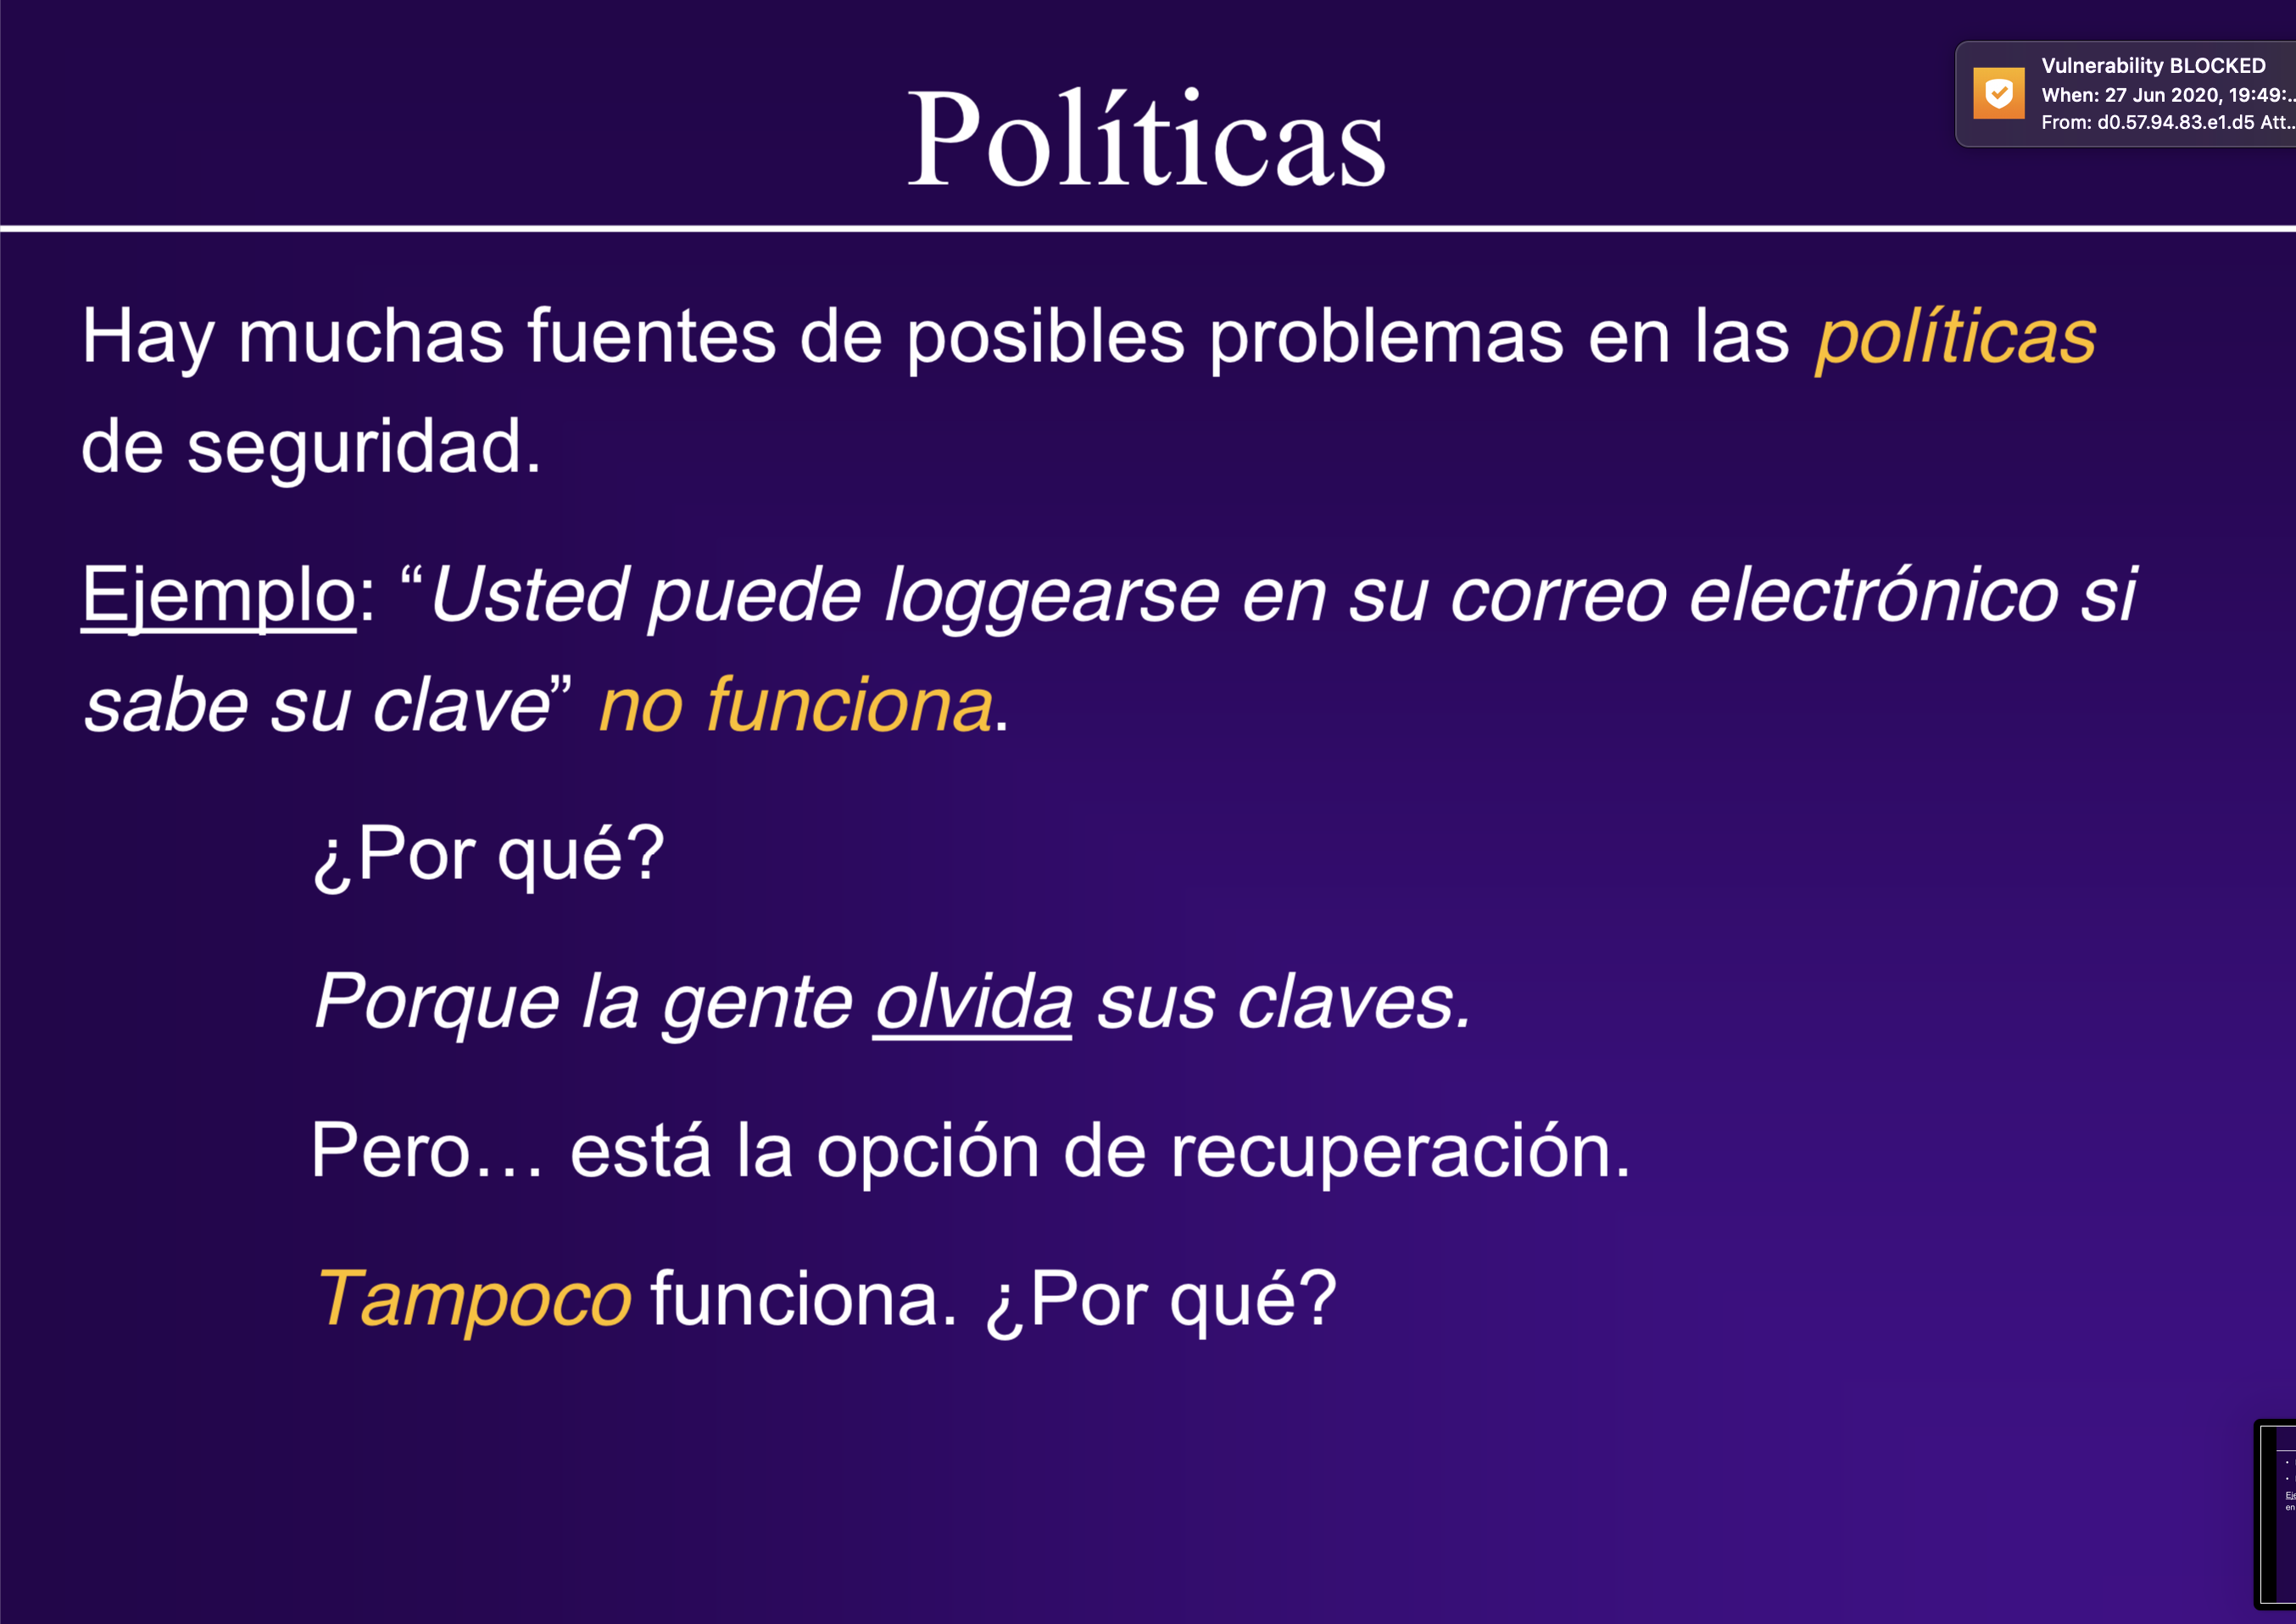 Políticas
Vulnerability BLOCKED
When: 27 Jun 2020, 19:49:..
From: d0.57.94.83.e1.d5 Att..
Hay muchas fuentes de posibles problemas en las políticas
de seguridad.
Ejemplo: “Usted puede loggearse en su correo electrónico si
sabe su clave” no funciona.
¿Por qué?
Porque la gente olvida sus claves.
Pero… está la opción de recuperación.
Tampoco funciona. ¿Por qué?